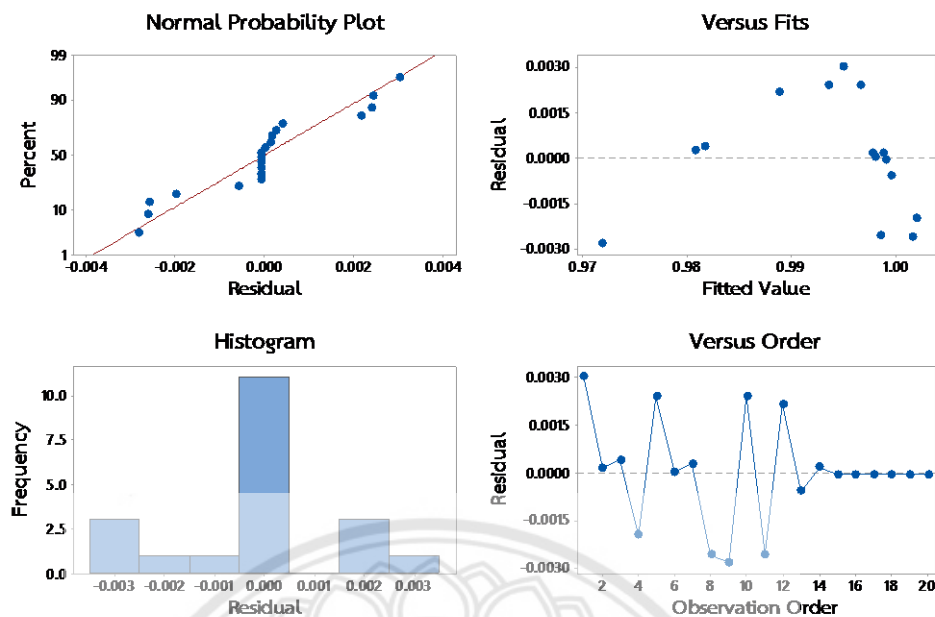 Normal Probability Plot
99
90
50
10
1
Percent
-0.004 -0.002 0.000 0.002 0.004
Residual
Versus Fits
0.0030
0.0015
0.0000
-0.0015
-0.0030
Residual
0.97 0.98 0.99 1.00
Fitted Value
Histogram
10.0
7.5
5.0
2.5
0.0
Frequency
-0.003 -0.002 -0.001 0.000 0.001 0.002 0.003
Residual
Versus Order
0.0030
0.0015
0.0000
-0.0015
-0.0030
Residual
2 4 6 8 10 12 14 16 18 20
Observation Order